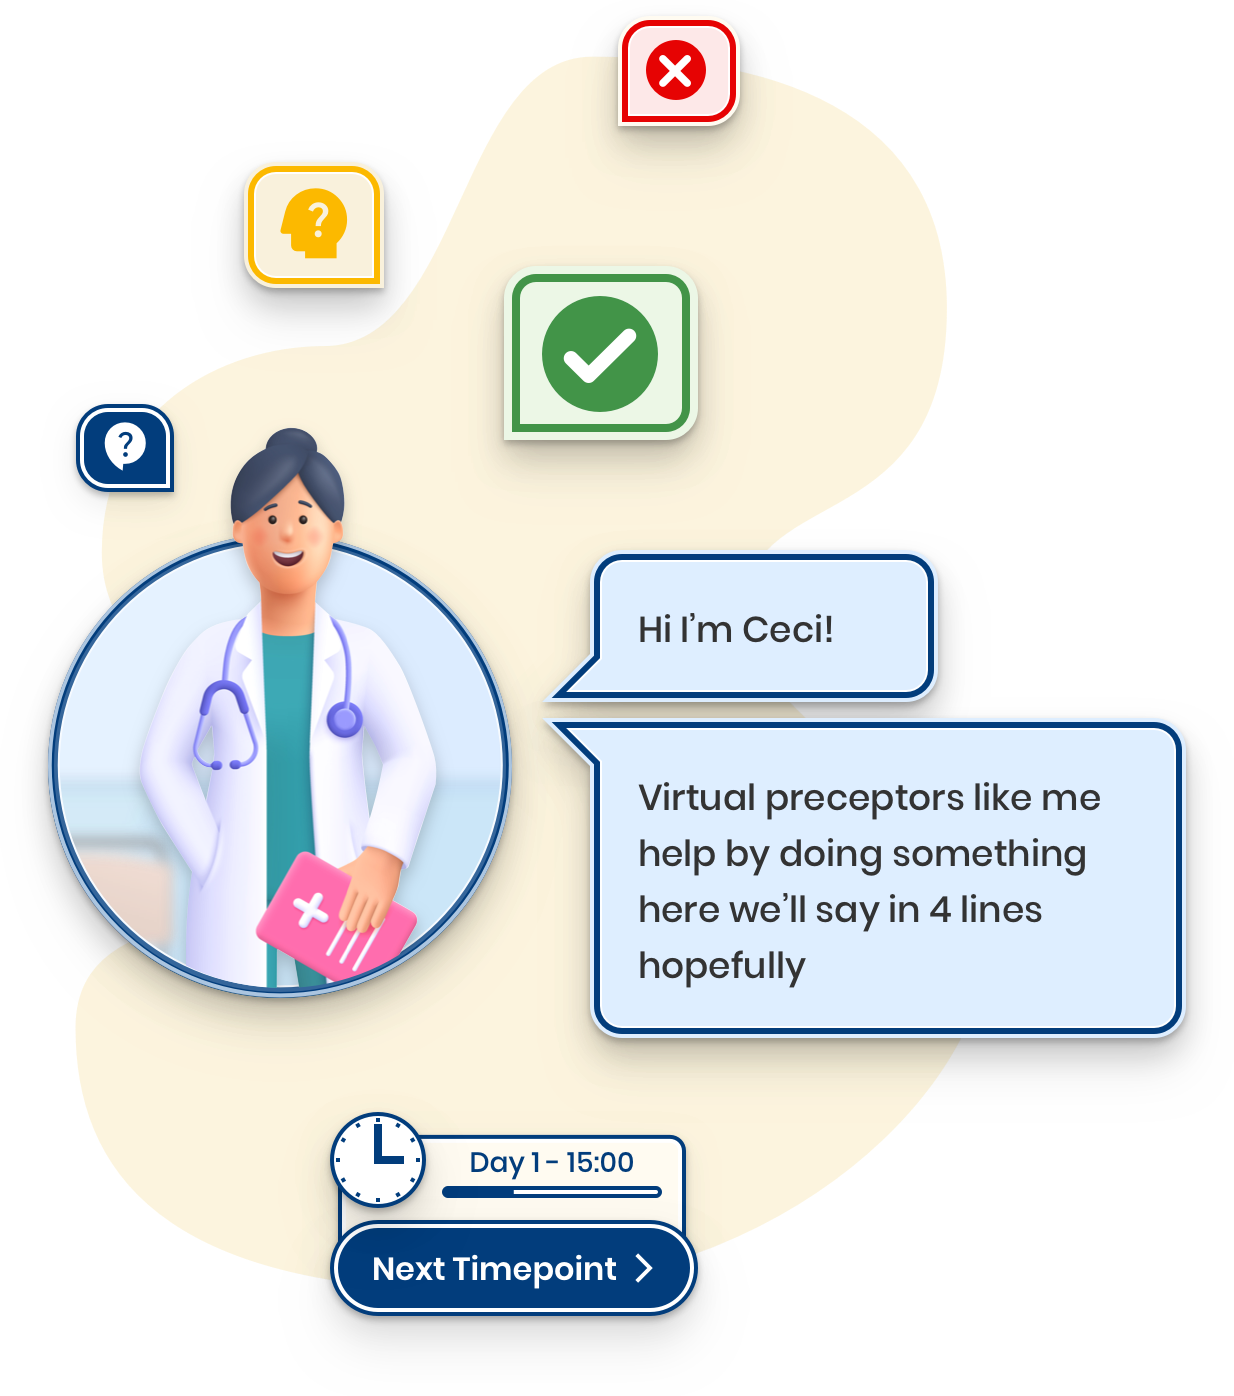 ?
?
Hi I’m Ceci!
Virtual preceptors like me
help by doing something
here we’ll say in 4 lines
hopefully
Day 1 - 15:00
Next Timepoint